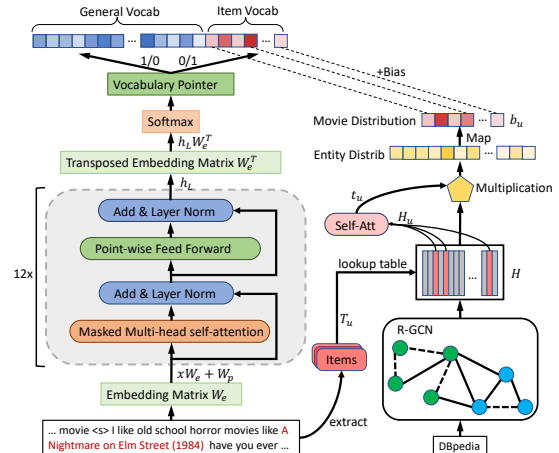 General Vocab
Item Vocab
...
...
1/0
0/1
+Bias
Vocabulary Pointer
Movie Distribution
...
b_u
Softmax
Map
h_L W_e^T
Entity Distrib
...
Transposed Embedding Matrix W_e^T
Multiplication
h_L
t_u
Add & Layer Norm
Self-Att
H_u
Point-wise Feed Forward
12x
lookup table
...
H
Add & Layer Norm
T_u
R-GCN
Masked Multi-head self-attention
Items
xW_e + W_p
Embedding Matrix W_e
extract
... movie <s> I like old school horror movies like A
Nightmare on Elm Street (1984) have you ever ...
DBpedia